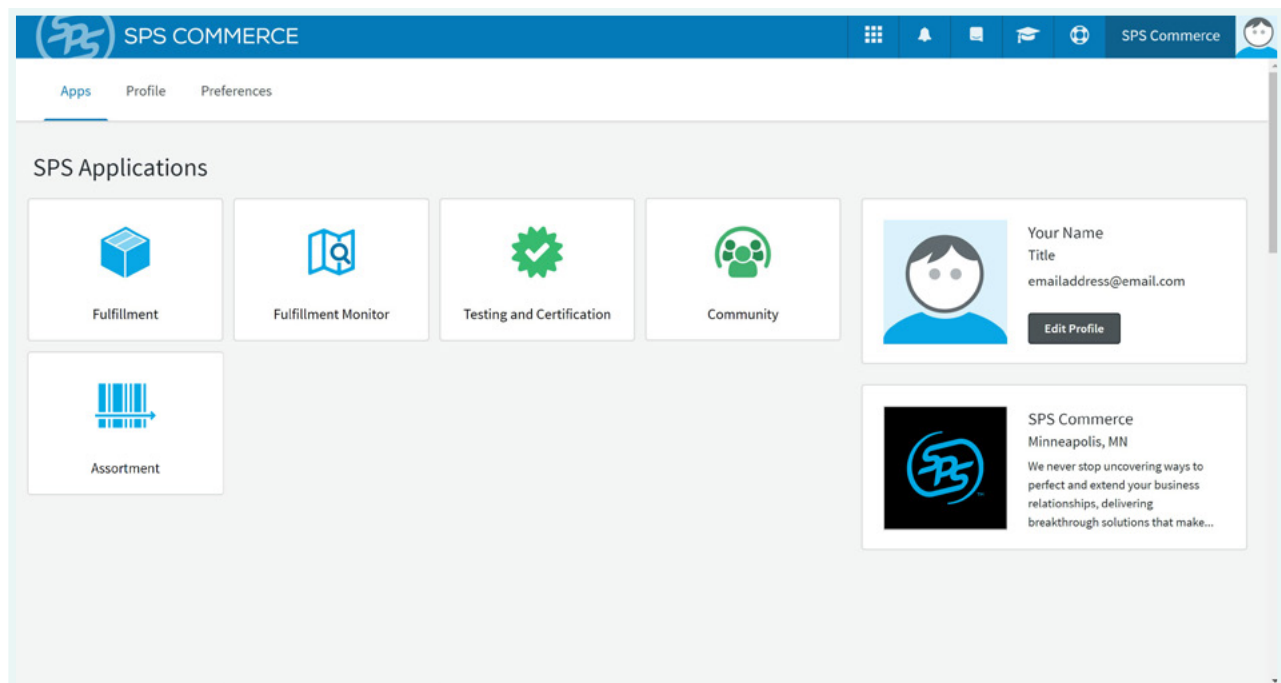 SPS SPS COMMERCE
SPS Commerce
Apps Profile Preferences
SPS Applications
Fulfillment
Fulfillment Monitor
Testing and Certification
Community
Assortment
Your Name
Title
emailaddress@email.com
Edit Profile
SPS
SPS Commerce
Minneapolis, MN
We never stop uncovering ways to
perfect and extend your business
relationships, delivering
breakthrough solutions that make...